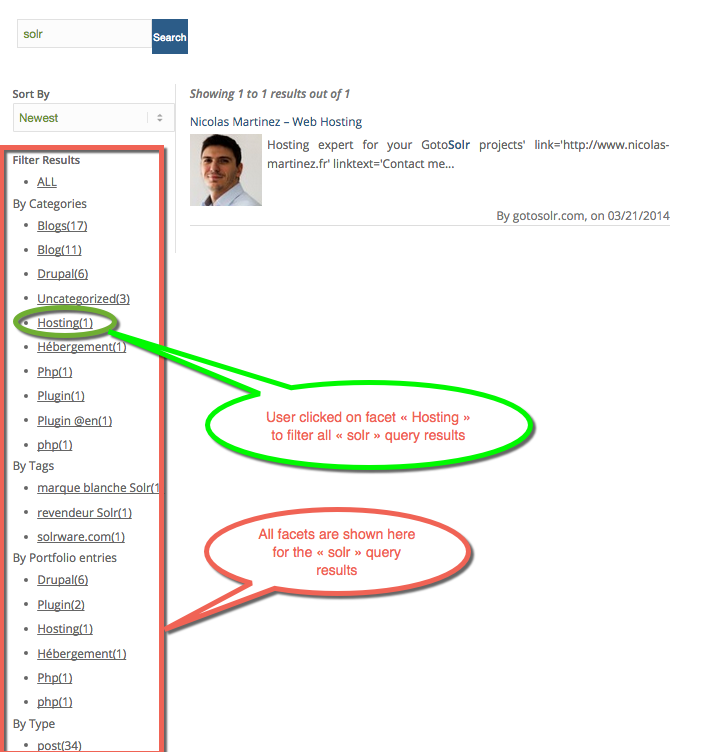 solr
Search
Sort By
Newest
Filter Results
ALL
By Categories
Blogs(17)
Blog(11)
Drupal(6)
Uncategorized(3)
Hosting(1)
Hébergement(1)
Php(1)
Plugin(1)
Plugin @en(1)
php(1)
By Tags
marque blanche Solr(1
revendeur Solr(1)
solrware.com(1)
By Portfolio entries
Drupal(6)
Plugin(2)
Hosting(1)
Hébergement(1)
Php(1)
php(1)
By Type
post(34)
Showing 1 to 1 results out of 1
Nicolas Martinez – Web Hosting
Hosting expert for your GotoSolr projects' link='http://www.nicolas-
martinez.fr' linktext='Contact me...
By gotosolr.com, on 03/21/2014
User clicked on facet « Hosting »
to filter all « solr » query results
All facets are shown here
for the « solr » query
results